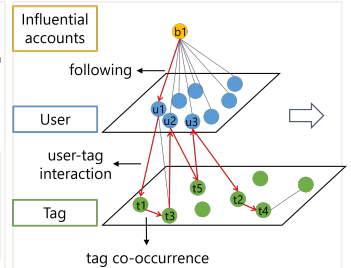 Influential
accounts
b1
following
User
u1
u2
u3
user-tag
interaction
Tag
t1
t3
t5
t2
t4
tag co-occurrence